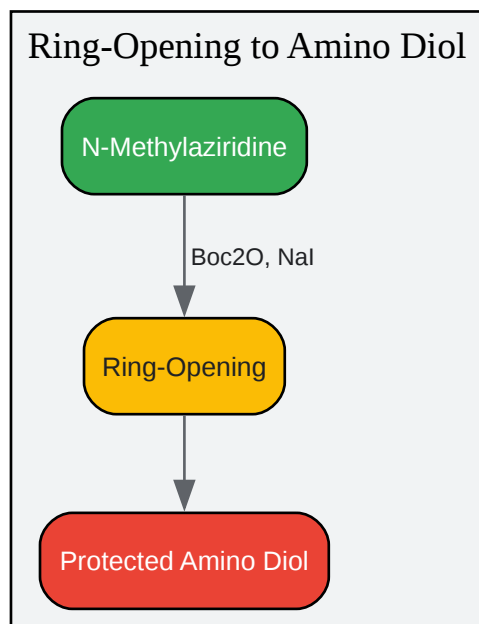 Ring-Opening to Amino Diol
N-Methylaziridine
Boc2O, NaI
Ring-Opening
Protected Amino Diol